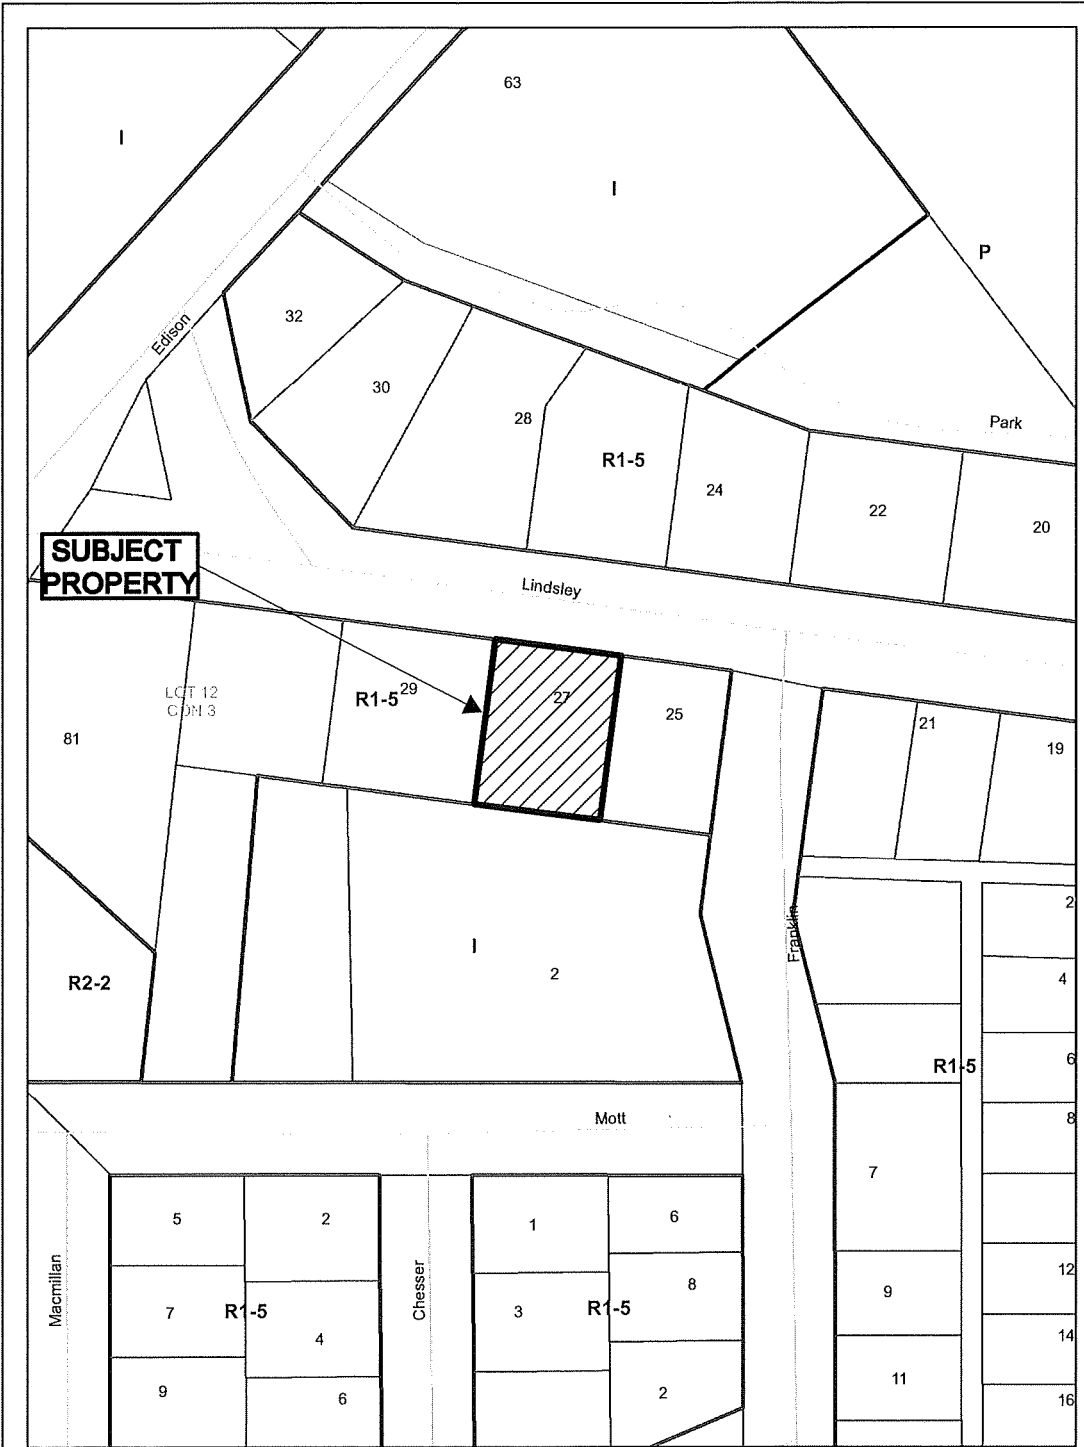 63
I
I
P
32
Edison
30
28
Park
R1-5
24
22
20
SUBJECT
PROPERTY
Lindsley
LOT 12
CON 3
R1-5
29
27
25
21
19
81
2
I
2
4
Franklin
R2-2
6
R1-5
8
Mott
7
5
2
1
6
Macmillan
Chesser
12
8
9
7
R1-5
3
R1-5
4
14
11
9
6
2
16